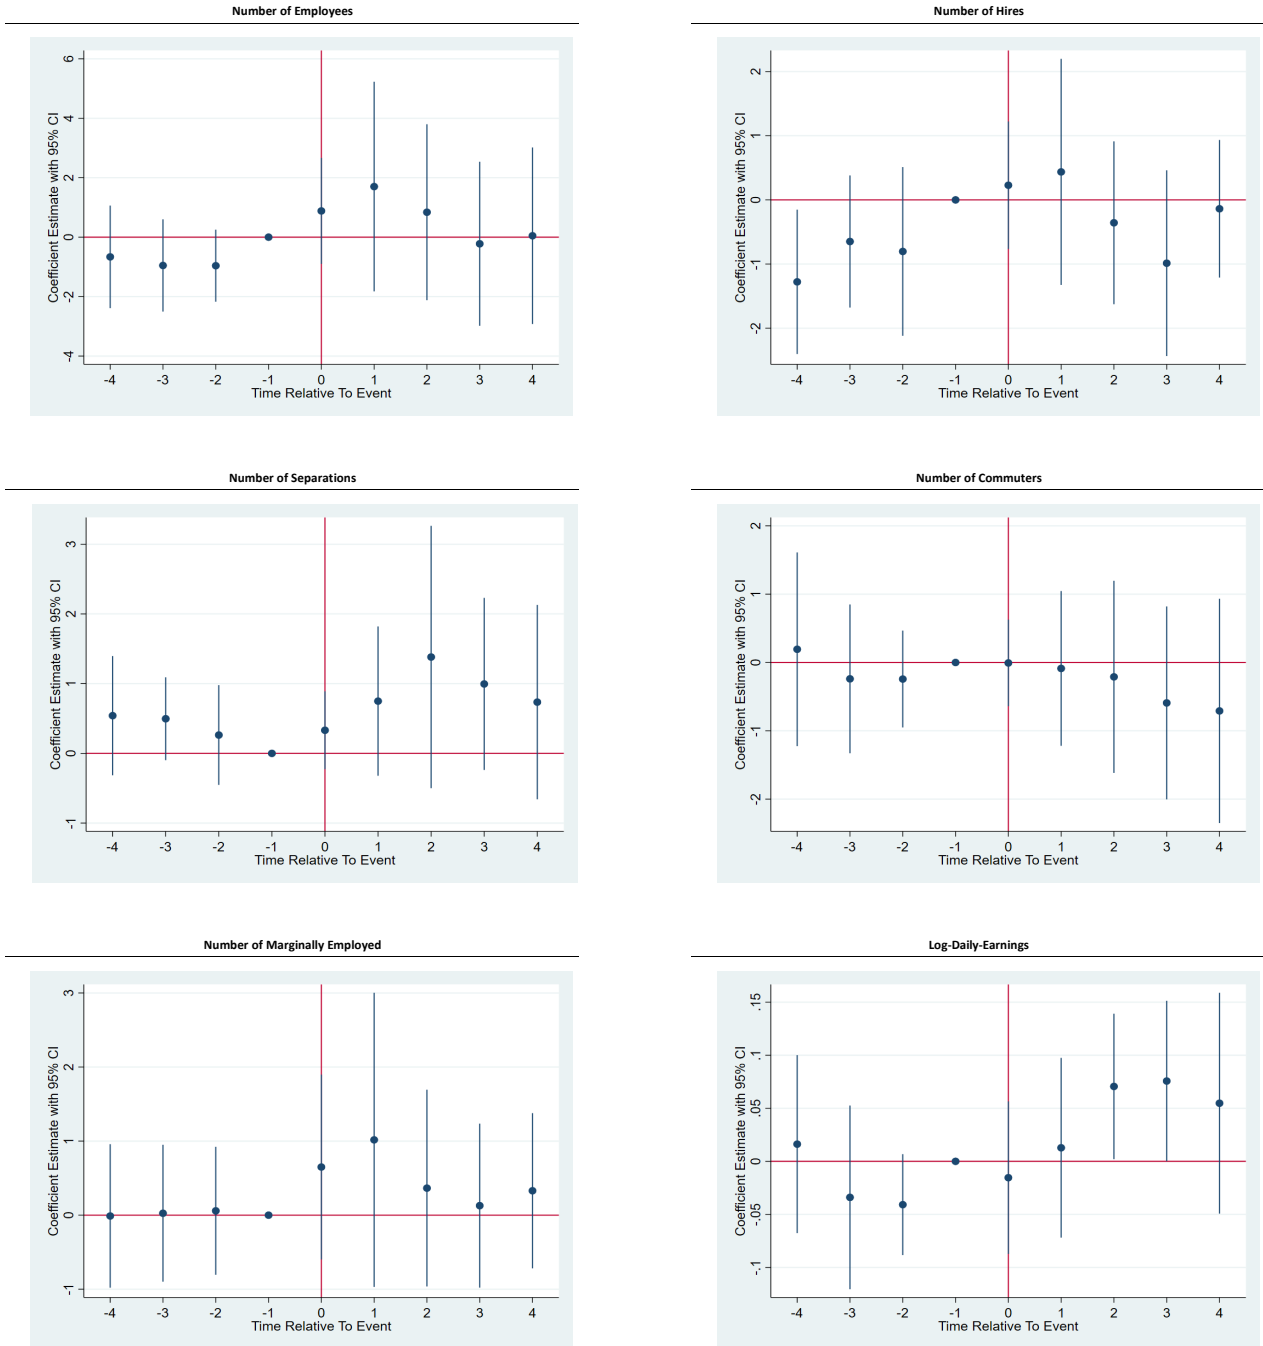 Number of Employees
Coefficient Estimate with 95% CI
6
4
2
0
-2
-4
-4 -3 -2 -1 0 1 2 3 4
Time Relative To Event
Number of Hires
Coefficient Estimate with 95% CI
2
1
0
-1
-2
-4 -3 -2 -1 0 1 2 3 4
Time Relative To Event
Number of Separations
Coefficient Estimate with 95% CI
3
2
1
0
-1
-4 -3 -2 -1 0 1 2 3 4
Time Relative To Event
Number of Commuters
Coefficient Estimate with 95% CI
2
1
0
-1
-2
-4 -3 -2 -1 0 1 2 3 4
Time Relative To Event
Number of Marginally Employed
Coefficient Estimate with 95% CI
3
2
1
0
-1
-4 -3 -2 -1 0 1 2 3 4
Time Relative To Event
Log-Daily-Earnings
Coefficient Estimate with 95% CI
.15
.1
.05
0
-.05
-.1
-4 -3 -2 -1 0 1 2 3 4
Time Relative To Event